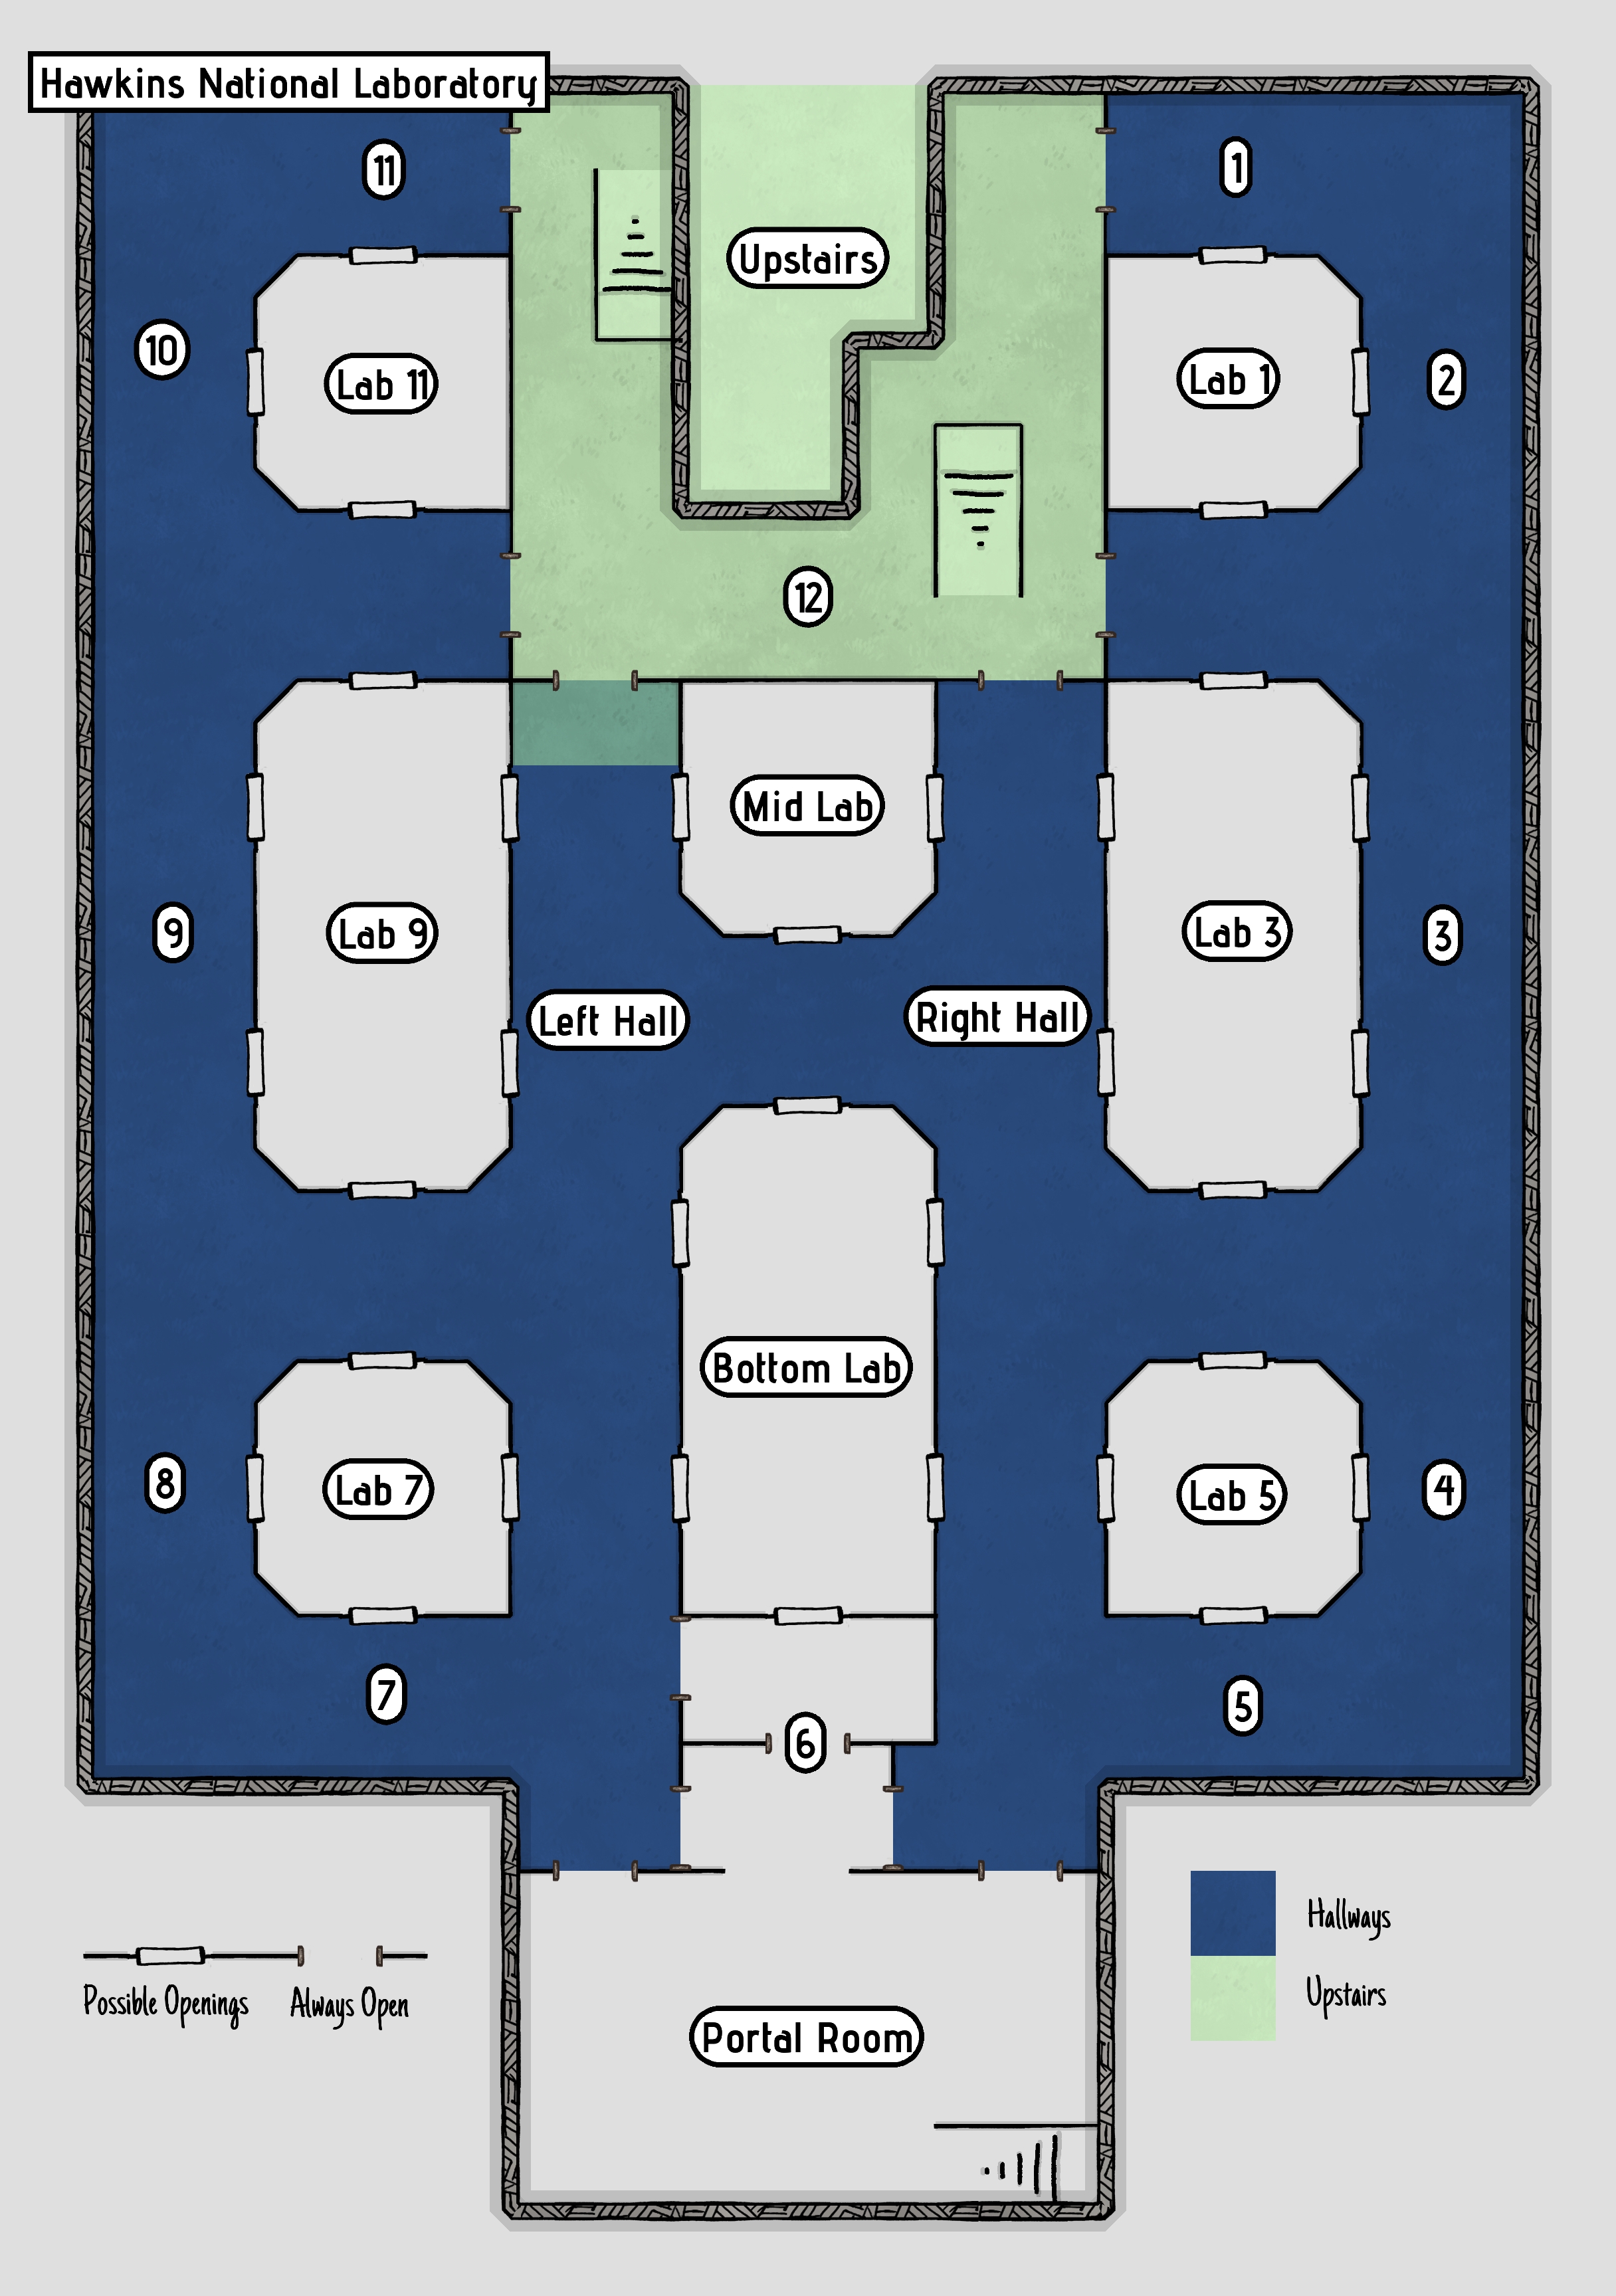 Hawkins National Laboratory
11
1
Upstairs
10
Lab 11
Lab 1
2
12
Mid Lab
9
Lab 9
Lab 3
3
Left Hall
Right Hall
Bottom Lab
8
Lab 7
Lab 5
4
7
5
6
Hallways
Possible Openings
Always Open
Upstairs
Portal Room